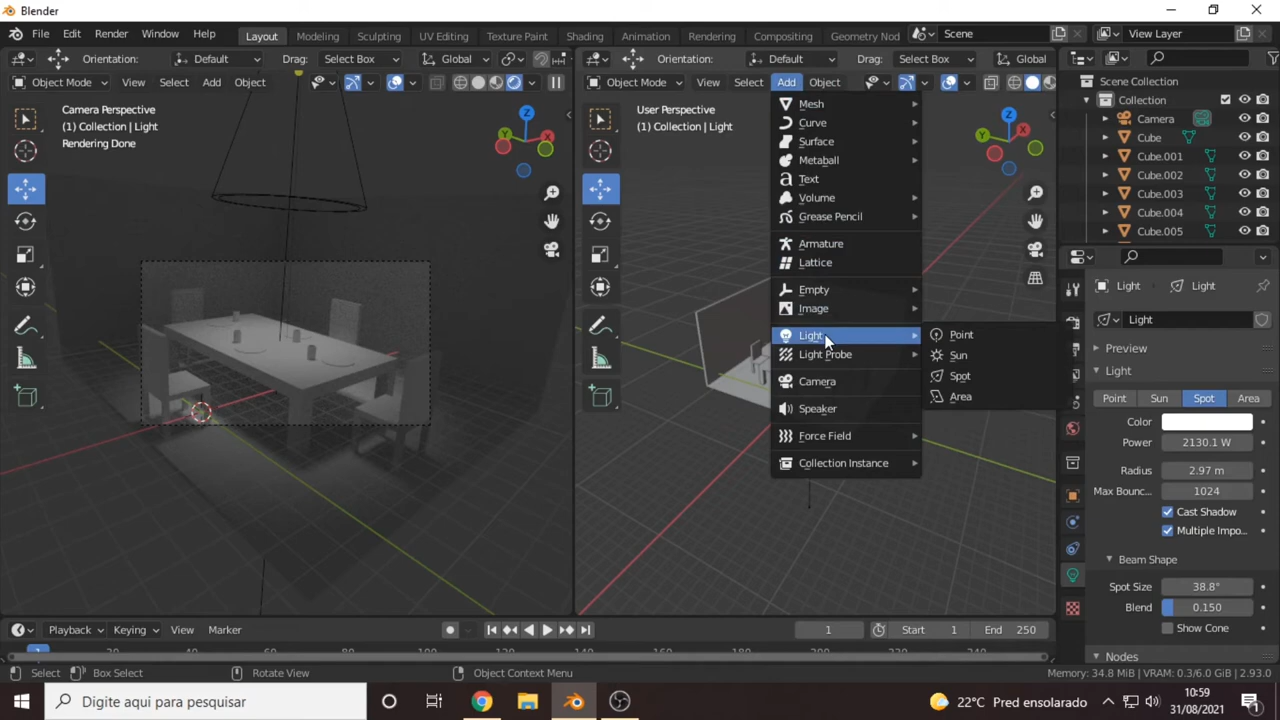 Blender
File Edit Render Window Help
Layout Modeling Sculpting UV Editing Texture Paint Shading Animation Rendering Compositing Geometry Nod
Scene
View Layer
Orientation: Default Drag: Select Box Global
Orientation: Default Drag: Select Box Global
Object Mode View Select Add Object
Object Mode View Select Add Object
Camera Perspective
(1) Collection | Light
Rendering Done
User Perspective
(1) Collection | Light
Z
Y
X
Z
Y
X
Mesh
Curve
Surface
Metaball
Text
Volume
Grease Pencil
Armature
Lattice
Empty
Image
Light
Light Probe
Camera
Speaker
Force Field
Collection Instance
Point
Sun
Spot
Area
Scene Collection
Collection
Camera
Cube
Cube.001
Cube.002
Cube.003
Cube.004
Cube.005
Light Light
Light
Preview
Light
Point Sun Spot Area
Color
Power 2130.1 W
Radius 2.97 m
Max Bounc... 1024
Cast Shadow
Multiple Impo...
Beam Shape
Spot Size 38.8°
Blend 0.150
Show Cone
Nodes
Playback Keying View Marker
1 Start 1 End 250
1
Select Box Select Rotate View Object Context Menu
Memory: 34.8 MiB | VRAM: 0.3/6.0 GiB | 2.93.0
Digite aqui para pesquisar
22°C Pred ensolarado
10:59
31/08/2021
1